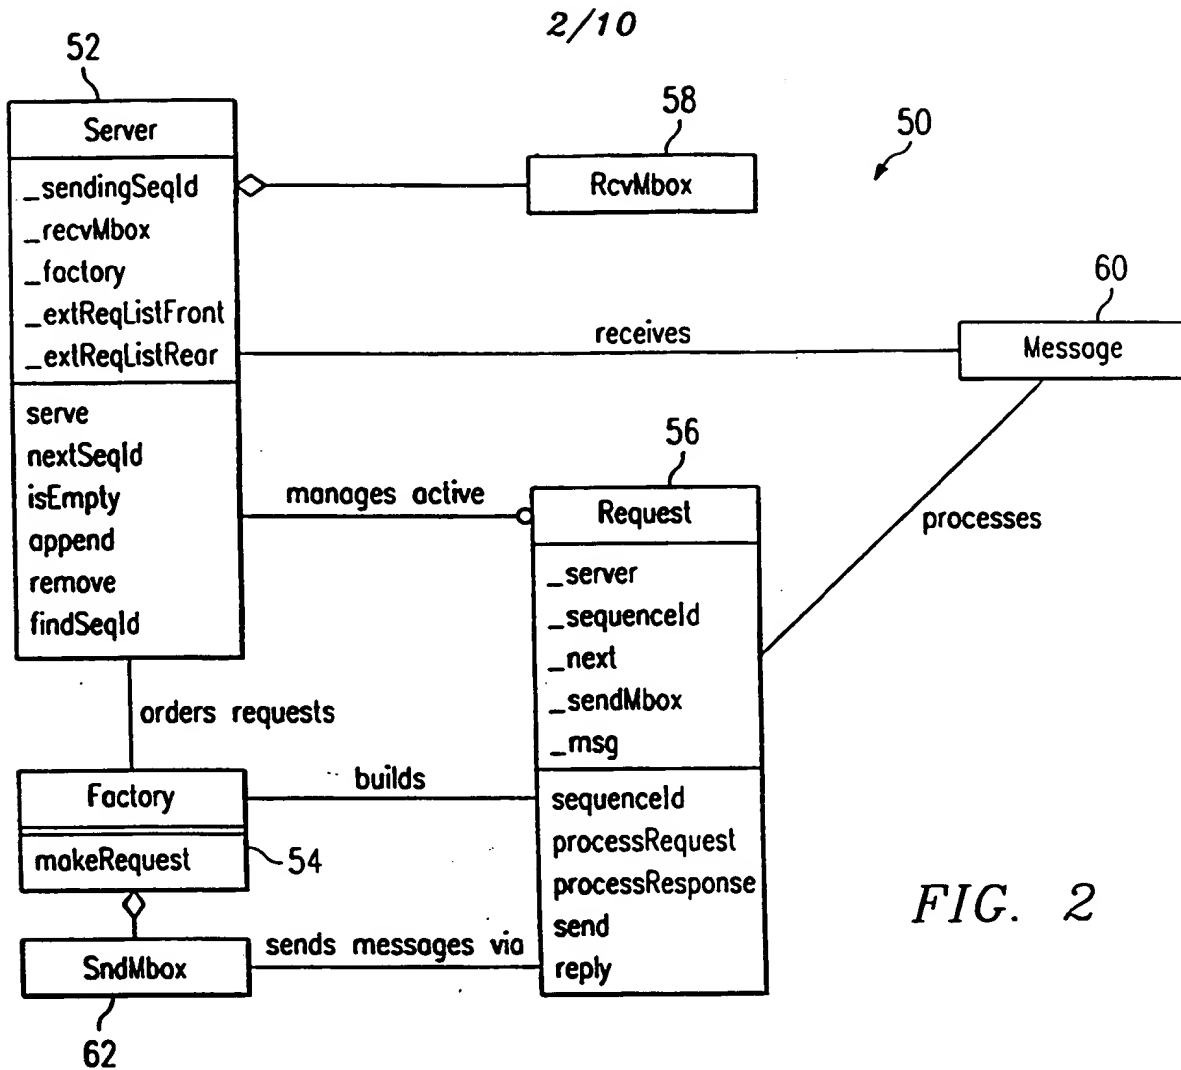 2/10
52
Server
_sendingSeqId
_recvMbox
_factory
_extReqListFront
_extReqListRear
serve
nextSeqId
isEmpty
append
remove
findSeqId
58
RcvMbox
50
60
Message
receives
56
manages active
Request
_server
_sequenceId
_next
_sendMbox
_msg
sequenceId
processRequest
processResponse
send
reply
processes
orders requests
Factory
makeRequest
54
builds
SndMbox
62
sends messages via
FIG. 2